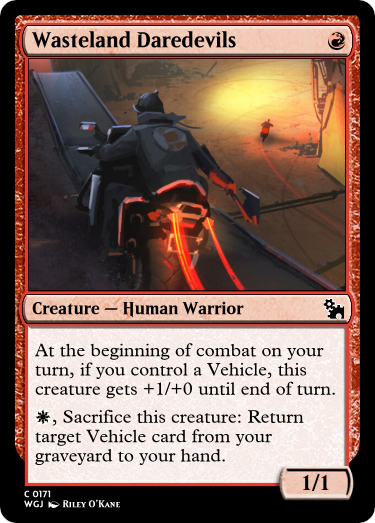 Wasteland Daredevils
Creature — Human Warrior
At the beginning of combat on your
turn, if you control a Vehicle, this
creature gets +1/+0 until end of turn.
, Sacrifice this creature: Return
target Vehicle card from your
graveyard to your hand.
1/1
C 0171
WGJ Riley O'Kane